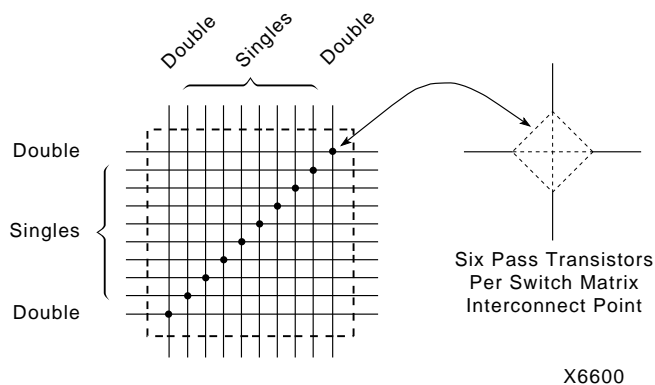 Double
Singles
Double
Double
Singles
Double
Six Pass Transistors
Per Switch Matrix
Interconnect Point
X6600